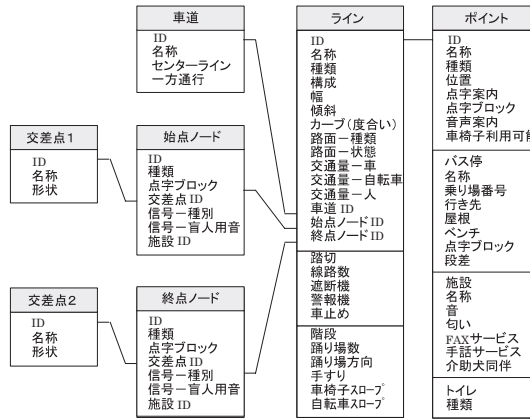 車道
ID
名称
センターライン
一方通行
交差点1
ID
名称
形状
始点ノード
ID
種類
点字ブロック
交差点 ID
信号－種別
信号－盲人用音
施設 ID
交差点2
ID
名称
形状
終点ノード
ID
種類
点字ブロック
交差点 ID
信号－種別
信号－盲人用音
施設 ID
ライン
ID
名称
種類
構成
幅
傾斜
カーブ(度合い)
路面－種類
路面－状態
交通量－車
交通量－自転車
交通量－人
車道 ID
始点ノード ID
終点ノード ID
踏切
線路数
遮断機
警報機
車止め
階段
踊り場数
踊り場方向
手すり
車椅子スロープ
自転車スロープ
ポイント
ID
名称
種類
位置
点字案内
点字ブロック
音声案内
車椅子利用可能
バス停
名称
乗り場番号
行き先
屋根
ベンチ
点字ブロック
段差
施設
名称
音
匂い
FAXサービス
手話サービス
介助犬同伴
トイレ
種類